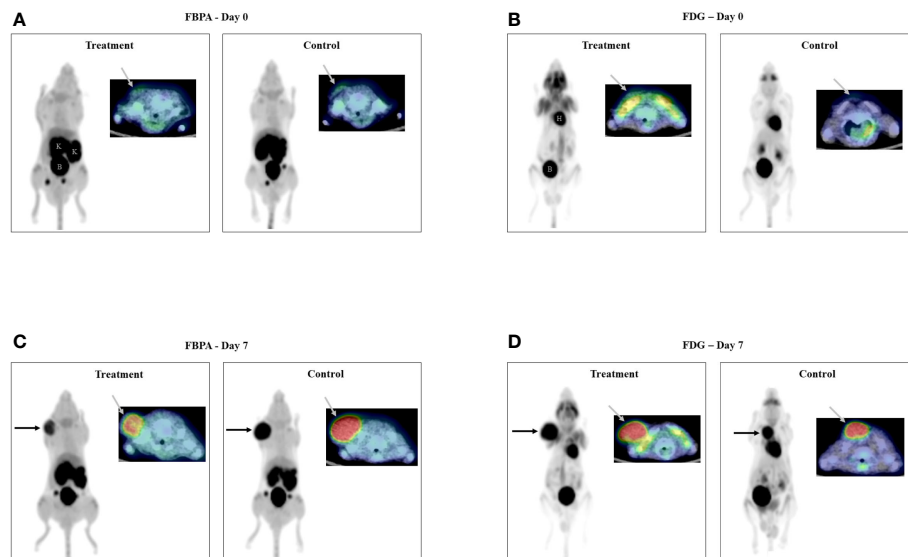 A
FBPA - Day 0
Treatment
Control
K
K
B
B
FDG – Day 0
Treatment
Control
H
B
C
FBPA - Day 7
Treatment
Control
D
FDG – Day 7
Treatment
Control